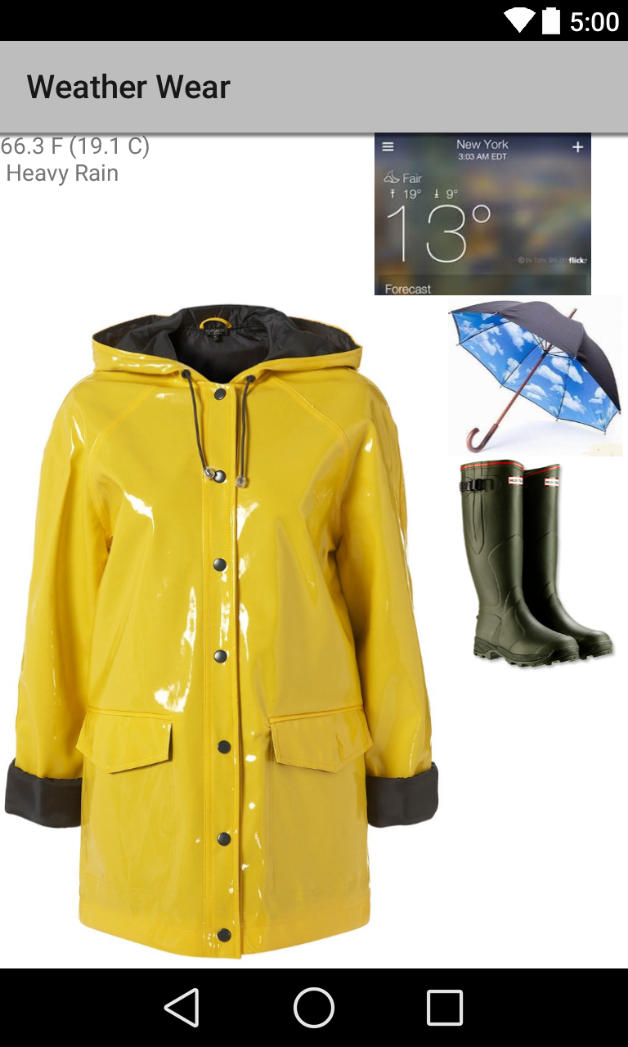 5:00
Weather Wear
66.3 F (19.1 C)
Heavy Rain
New York
3:03 AM EDT
Fair
19° 9°
13°
flickr
Forecast